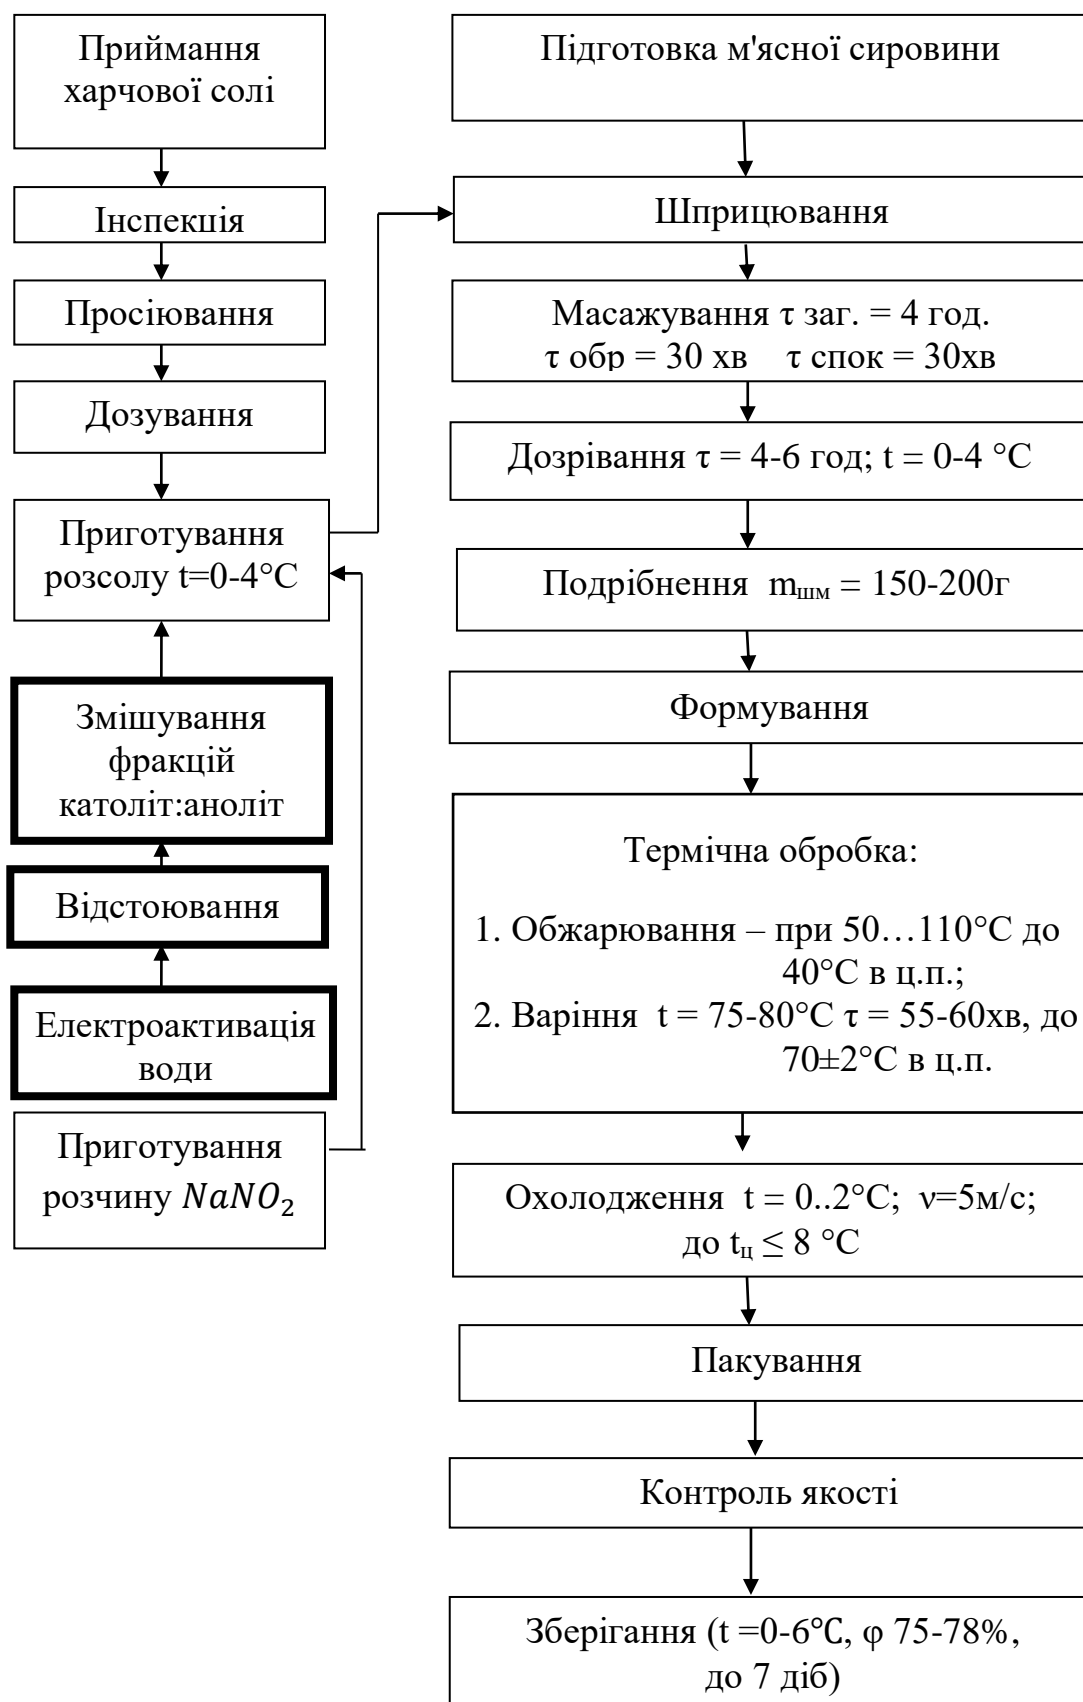 Приймання
харчової солі
Інспекція
Просіювання
Дозування
Приготування
розсолу t=0-4°C
Змішування
фракцій
католіт:аноліт
Відстоювання
Електроактивація
води
Приготування
розчину NaNO₂
Підготовка м'ясної сировини
Шприцювання
Масажування τ заг. = 4 год.
τ обр = 30 хв τ спок = 30хв
Дозрівання τ = 4-6 год; t = 0-4 °C
Подрібнення mшм = 150-200г
Формування
Термічна обробка:
1. Обжарювання – при 50…110°C до
40°C в ц.п.;
2. Варіння t = 75-80°C τ = 55-60хв, до
70±2°C в ц.п.
Охолодження t = 0..2°C; ν=5м/с;
до tц ≤ 8 °C
Пакування
Контроль якості
Зберігання (t =0-6℃, φ 75-78%,
до 7 діб)